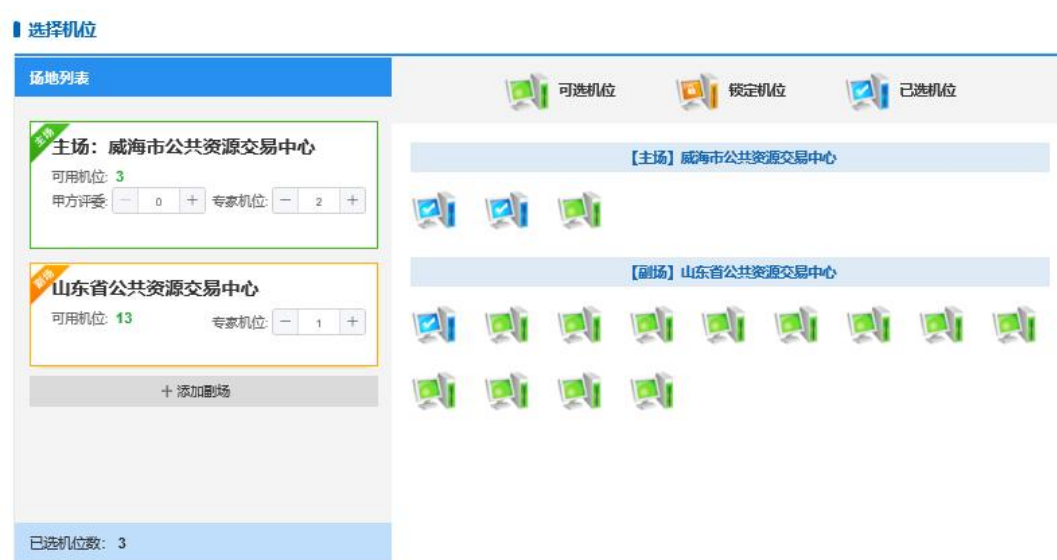 选择机位
场地列表
可选机位
锁定机位
已选机位
主场
主场：威海市公共资源交易中心
可用机位: 3
甲方评委: － 0 ＋ 专家机位: － 2 ＋
副场
山东省公共资源交易中心
可用机位: 13
专家机位: － 1 ＋
＋添加副场
已选机位数： 3
【主场】威海市公共资源交易中心
【副场】山东省公共资源交易中心